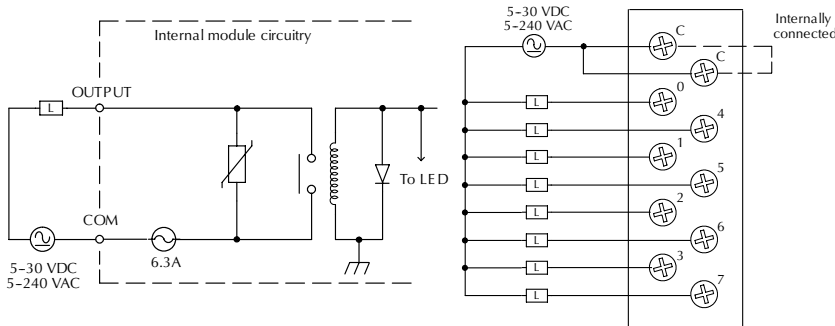 Internal module circuitry
OUTPUT
L
COM
6.3A
5-30 VDC
5-240 VAC
To LED
5-30 VDC
5-240 VAC
Internally
connected
C
C
L
0
L
4
L
1
L
5
L
2
L
6
L
3
L
7